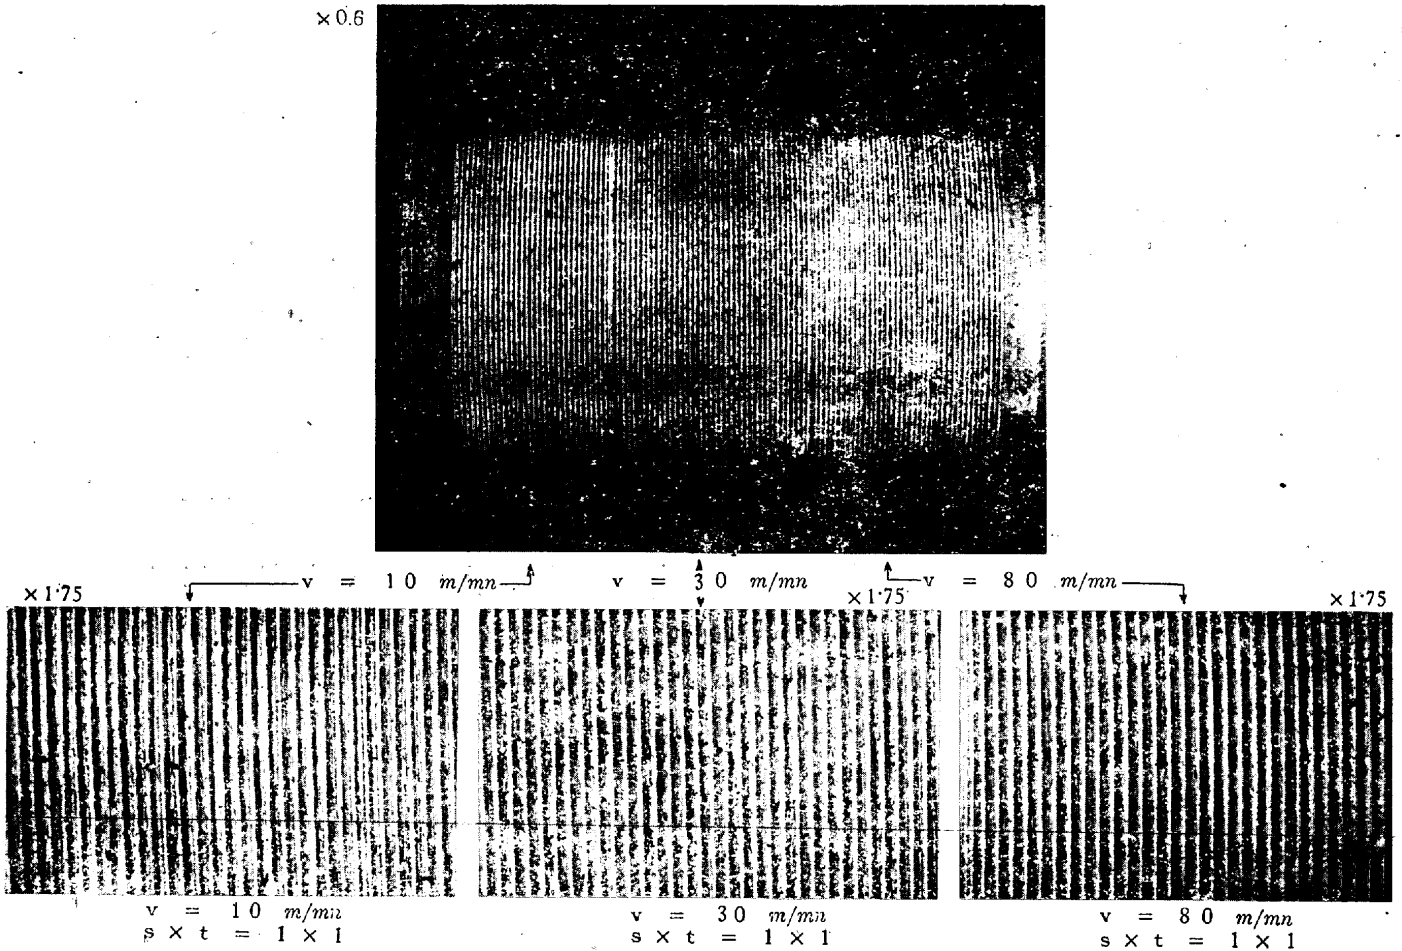 ×0.6
v = 10 m/mn
v = 30 m/mn
v = 80 m/mn
×1·75
×1·75
×1·75
v = 10 m/mn
s × t = 1 × 1
v = 30 m/mn
s × t = 1 × 1
v = 80 m/mn
s × t = 1 × 1